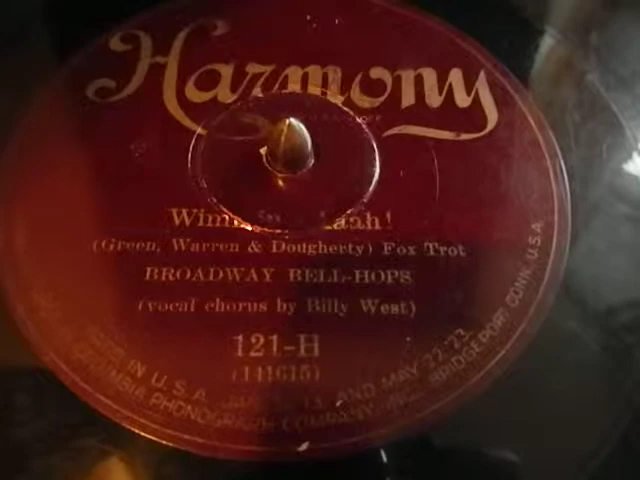 Harmony
aah!
(Green, Warren & Dougherty) Fox Trot
BROADWAY BELL-HOPS
(vocal chorus by Billy West)
121-H
(141615)
IN U.S.A. AND MAY 22 '23
COLUMBIA PHONOGRAPH COMPANY BRIDGEPORT CONN. U.S.A.